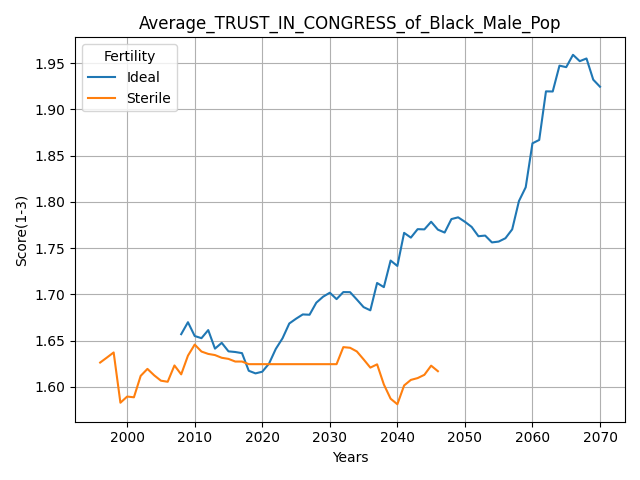 Average_TRUST_IN_CONGRESS_of_Black_Male_Pop
Fertility
Ideal
Sterile
Score(1-3)
1.95
1.90
1.85
1.80
1.75
1.70
1.65
1.60
2000 2010 2020 2030 2040 2050 2060 2070
Years